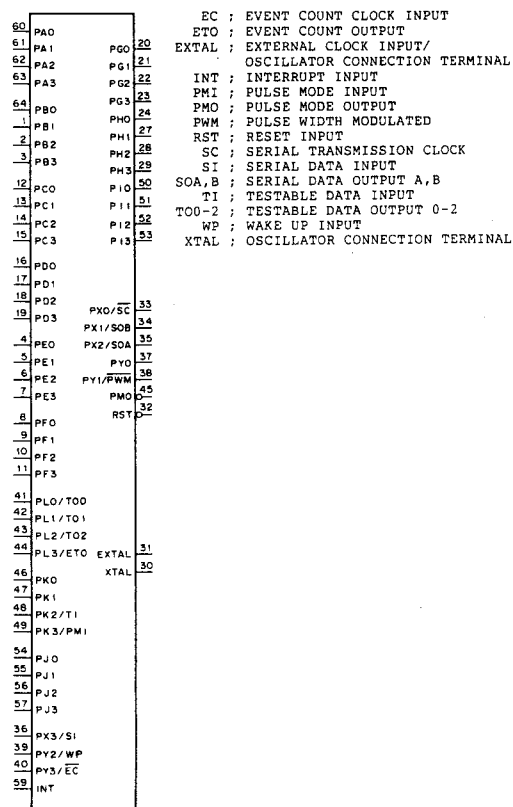 EC ; EVENT COUNT CLOCK INPUT
ETO ; EVENT COUNT OUTPUT
EXTAL ; EXTERNAL CLOCK INPUT/
OSCILLATOR CONNECTION TERMINAL
INT ; INTERRUPT INPUT
PMI ; PULSE MODE INPUT
PMO ; PULSE MODE OUTPUT
PWM ; PULSE WIDTH MODULATED
RST ; RESET INPUT
SC ; SERIAL TRANSMISSION CLOCK
SI ; SERIAL DATA INPUT
SOA,B ; SERIAL DATA OUTPUT A,B
TI ; TESTABLE DATA INPUT
TO0-2 ; TESTABLE DATA OUTPUT 0-2
WP ; WAKE UP INPUT
XTAL ; OSCILLATOR CONNECTION TERMINAL
60 PA0
61 PA1
62 PA2
63 PA3
64 PB0
1 PB1
2 PB2
3 PB3
12 PC0
13 PC1
14 PC2
15 PC3
16 PD0
17 PD1
18 PD2
19 PD3
4 PE0
5 PE1
6 PE2
7 PE3
8 PF0
9 PF1
10 PF2
11 PF3
41 PL0/TO0
42 PL1/TO1
43 PL2/TO2
44 PL3/ETO
46 PK0
47 PK1
48 PK2/TI
49 PK3/PMI
54 PJ0
55 PJ1
56 PJ2
57 PJ3
36 PX3/SI
39 PY2/WP
40 PY3/EC
59 INT
PG0 20
PG1 21
PG2 22
PG3 23
PH0 24
PH1 27
PH2 28
PH3 29
PI0 50
PI1 51
PI2 52
PI3 53
PX0/SC 33
PX1/SOB 34
PX2/SOA 35
PY0 37
PY1/PWM 38
PMO 45
RST 32
EXTAL 31
XTAL 30